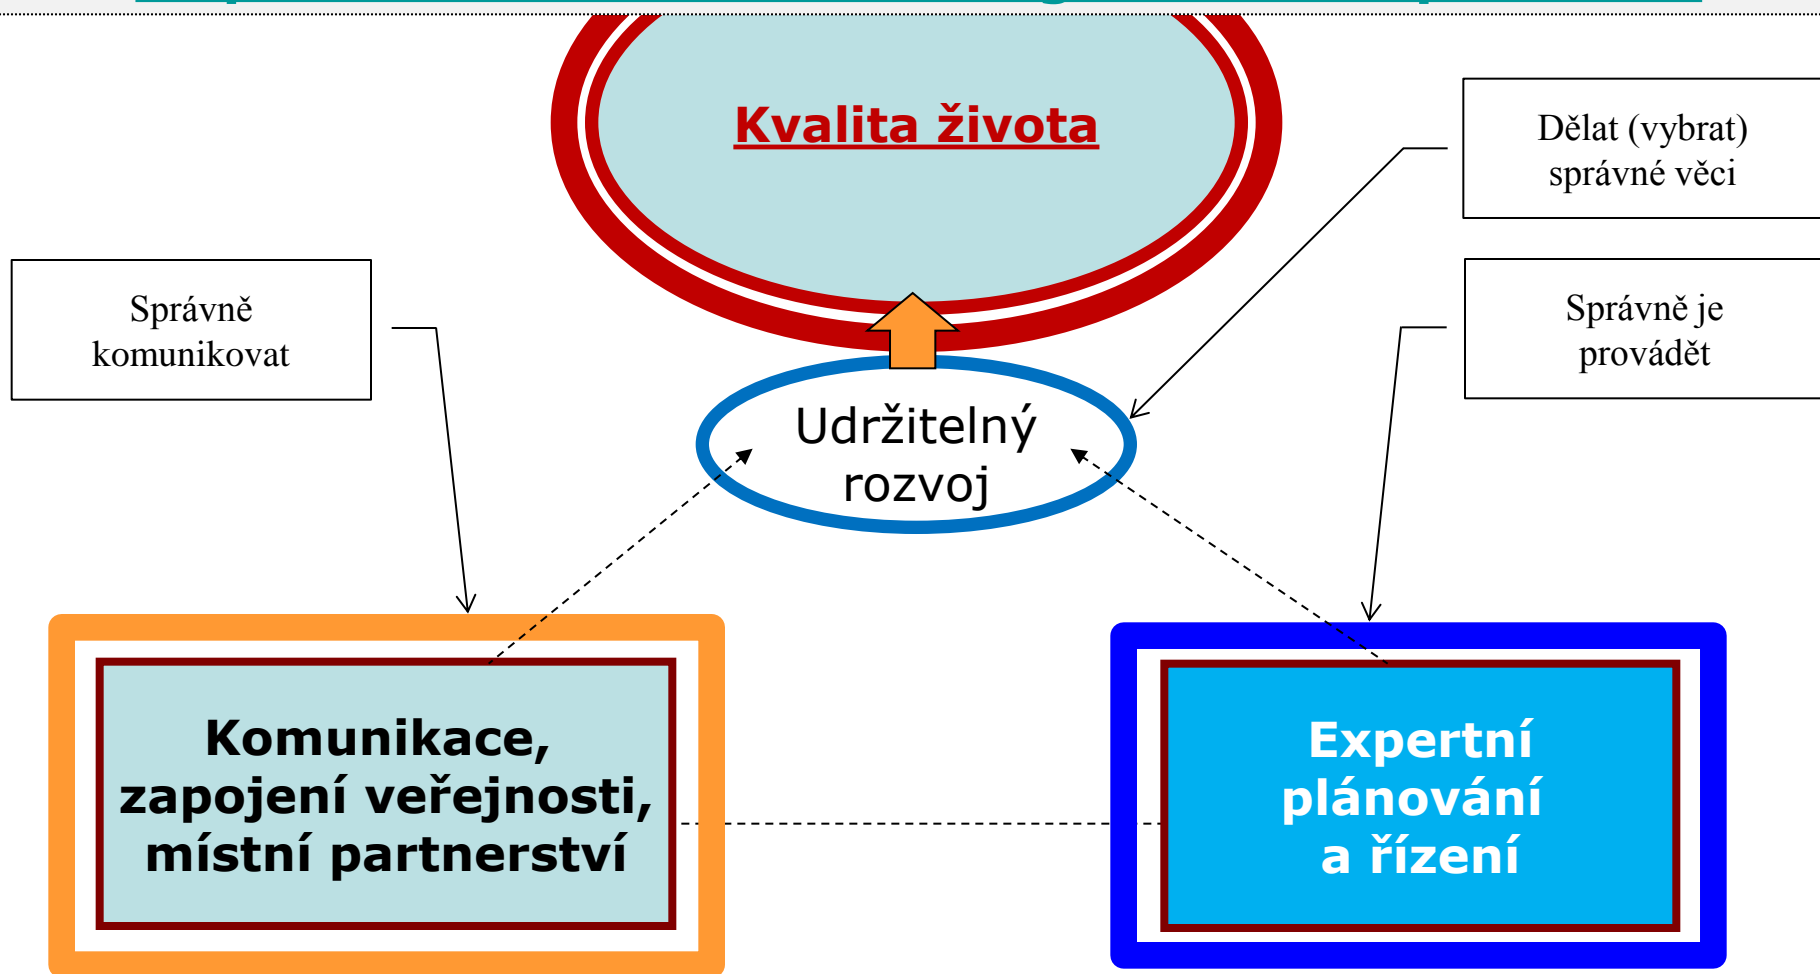 Kvalita života
Dělat (vybrat)
správné věci
Správně
komunikovat
Správně je
provádět
Udržitelný
rozvoj
Komunikace,
zapojení veřejnosti,
místní partnerství
Expertní
plánování
a řízení